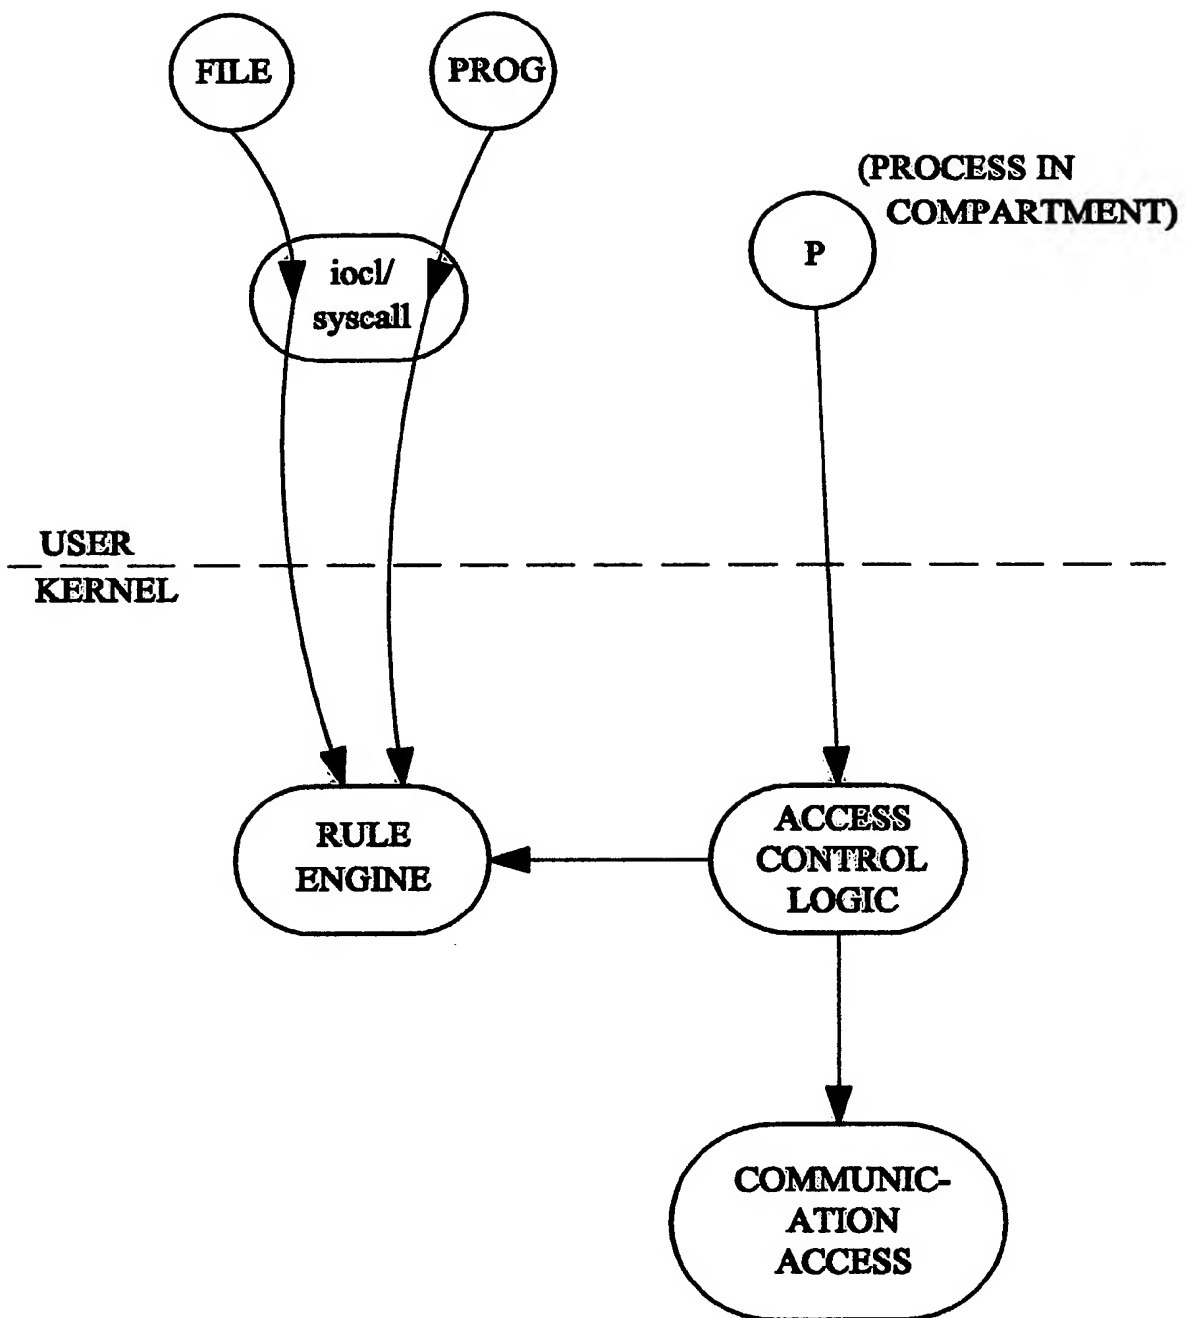 FILE
PROG
(PROCESS IN
COMPARTMENT)
P
iocl/
syscall
USER
KERNEL
RULE
ENGINE
ACCESS
CONTROL
LOGIC
COMMUNIC-
ATION
ACCESS